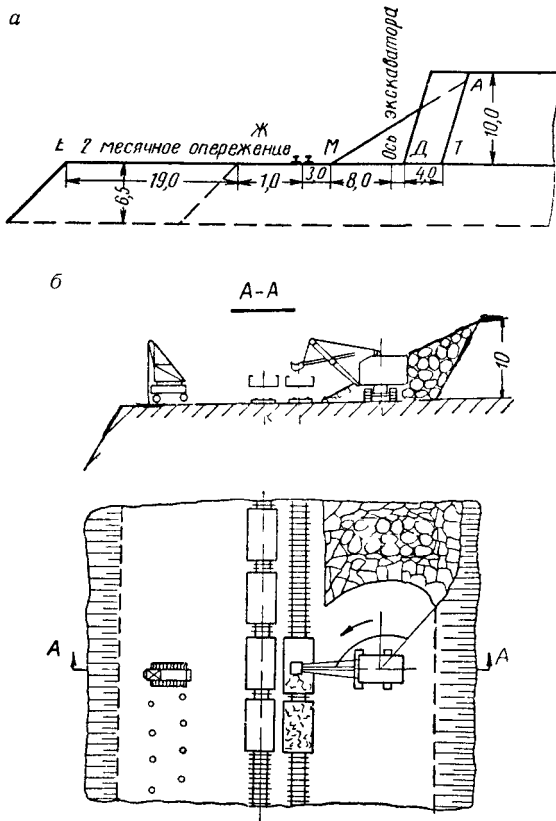 а
Ось экскаватора
А
10,0
Е 2 месячное опережение Ж М Д Т
19,0 1,0 3,0 8,0 4,0
6,5
б
А-А
10
А А